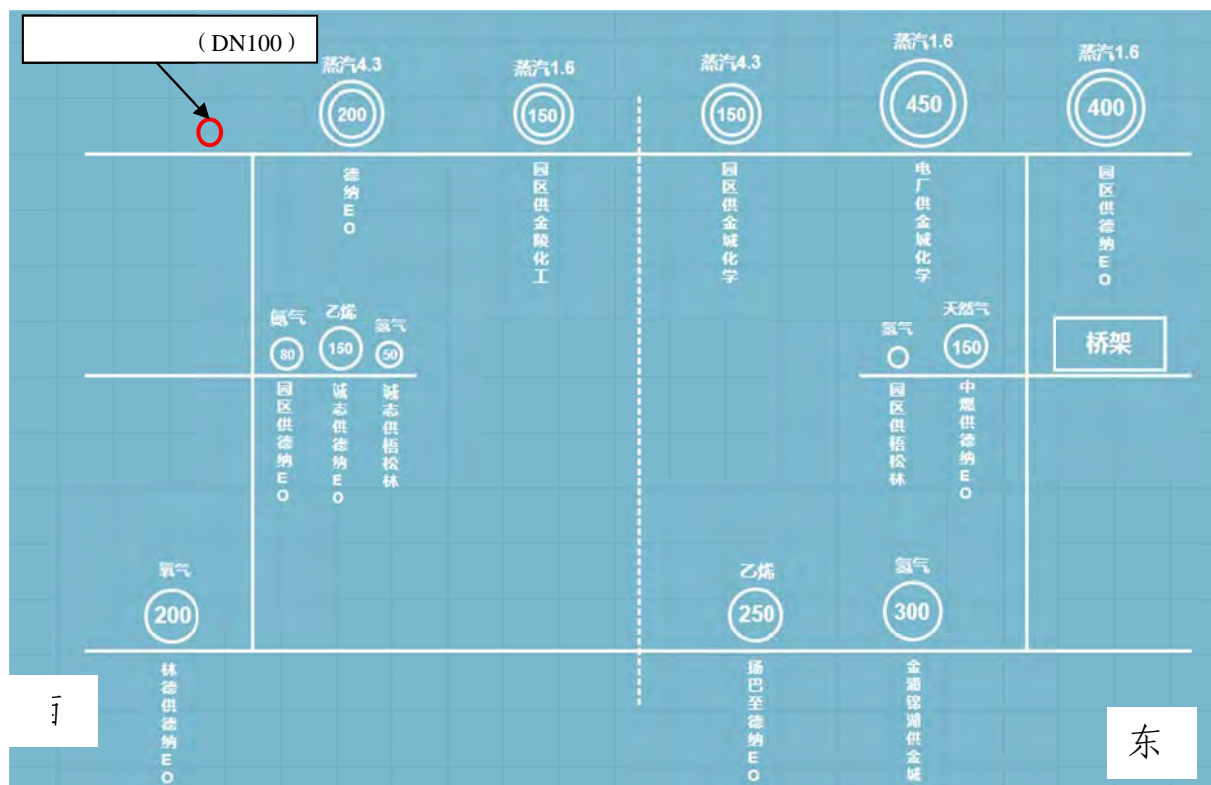 （DN100）
蒸汽4.3
蒸汽1.6
蒸汽4.3
蒸汽1.6
蒸汽1.6
200
150
150
450
400
德纳EO
园区供金陵化工
园区供金城化学
电厂供金城化学
园区供德纳EO
氮气
乙烯
氢气
氢气
天然气
80
150
50
150
桥架
园区供德纳EO
诚志供德纳EO
诚志供梧松林
园区供梧松林
中燃供德纳EO
氧气
乙烯
氢气
200
250
300
林德供德纳EO
扬巴至德纳EO
金浦锦湖供金城
东